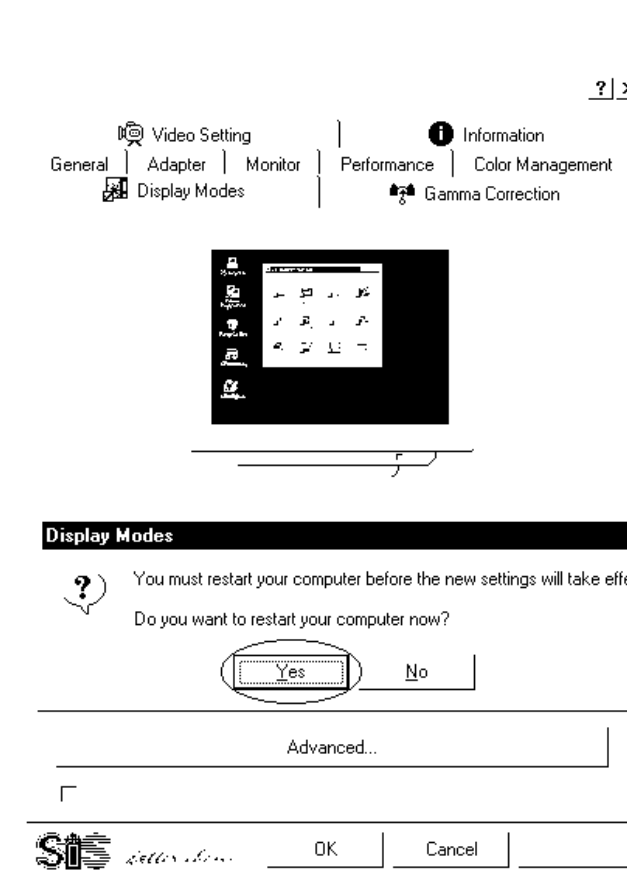 ?
Video Setting Information
General Adapter Monitor Performance Color Management
Display Modes Gamma Correction
Display Modes
You must restart your computer before the new settings will take effe
Do you want to restart your computer now?
Yes No
Advanced...
SiS OK Cancel